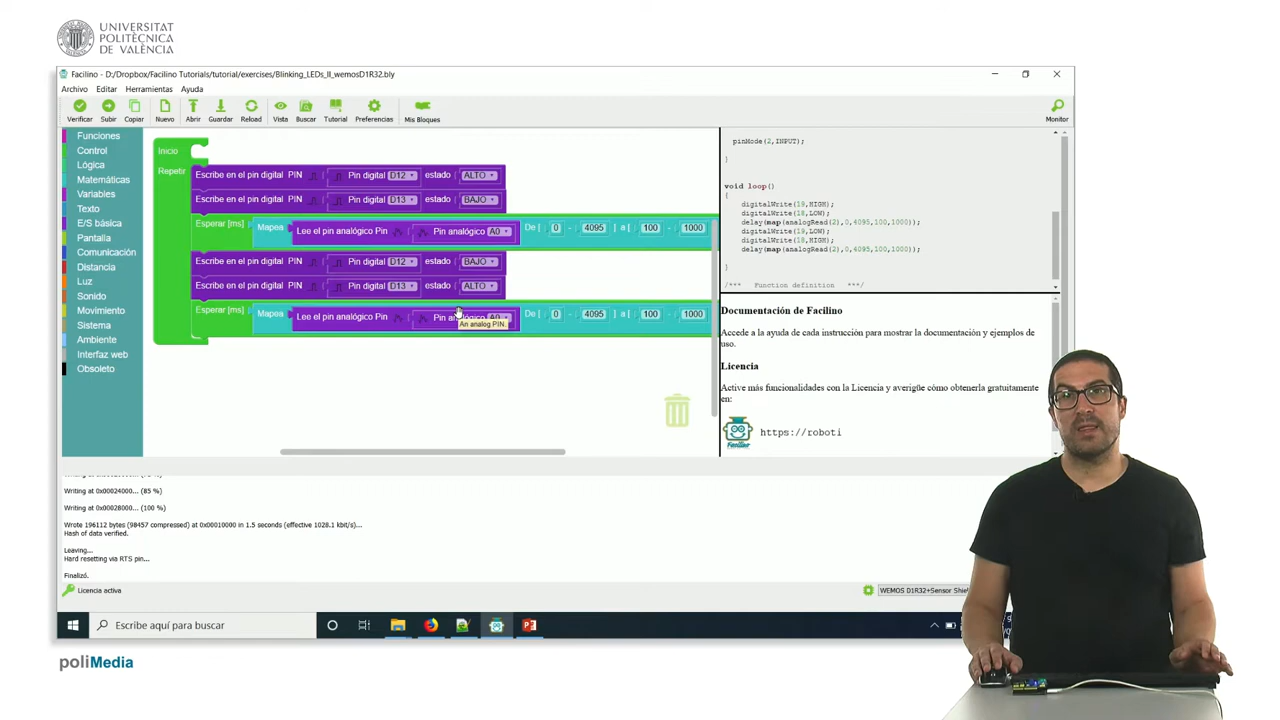 UNIVERSITAT
POLITÈCNICA
DE VALÈNCIA
Facilino - D:/Dropbox/Facilino Tutorials/tutorial/exercises/Blinking_LEDs_II_wemosD1R32.bly
Archivo Editar Herramientas Ayuda
Verificar Subir Copiar Nuevo Abrir Guardar Reload Vista Buscar Tutorial Preferencias Mis Bloques Monitor
Funciones
Control
Lógica
Matemáticas
Variables
Texto
E/S básica
Pantalla
Comunicación
Distancia
Luz
Sonido
Movimiento
Sistema
Ambiente
Interfaz web
Obsoleto
Inicio
Repetir
Escribe en el pin digital PIN Pin digital D12 estado ALTO
Escribe en el pin digital PIN Pin digital D13 estado BAJO
Esperar [ms] Mapea Lee el pin analógico Pin Pin analógico A0 De [ 0 - 4095 ] a [ 100 - 1000
Escribe en el pin digital PIN Pin digital D12 estado BAJO
Escribe en el pin digital PIN Pin digital D13 estado ALTO
Esperar [ms] Mapea Lee el pin analógico Pin De [ 0 - 4095 ] a [ 100 - 1000
An analog PIN.
pinMode(2,INPUT);
}
void loop()
{
digitalWrite(19,HIGH);
digitalWrite(18,LOW);
delay(map(analogRead(2),0,4095,100,1000));
digitalWrite(19,LOW);
digitalWrite(18,HIGH);
delay(map(analogRead(2),0,4095,100,1000));
}
/*** Function definition ***/
Documentación de Facilino
Accede a la ayuda de cada instrucción para mostrar la documentación y ejemplos de
uso.
Licencia
Active más funcionalidades con la Licencia y averigüe cómo obtenerla gratuitamente
en:
https://roboti
Facilino
Writing at 0x00024000... (85 %)
Writing at 0x00028000... (100 %)
Wrote 196112 bytes (98457 compressed) at 0x00010000 in 1.5 seconds (effective 1028.1 kbit/s)...
Hash of data verified.
Leaving...
Hard resetting via RTS pin...
Finalizó.
Licencia activa
WEMOS D1R32+Sensor Shie
Escribe aquí para buscar
poliMedia